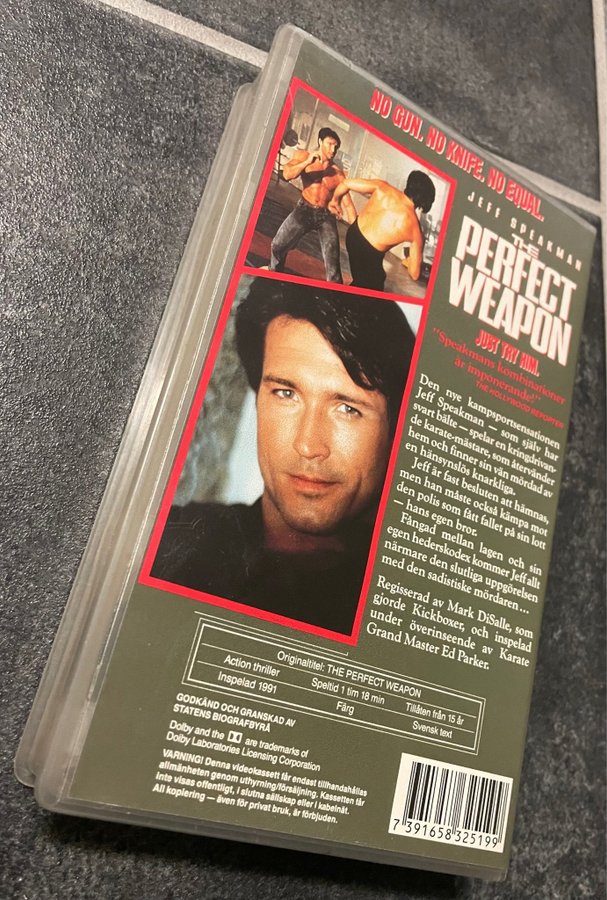 NO GUN. NO KNIFE. NO EQUAL.
JEFF SPEAKMAN
THE
PERFECT
WEAPON
JUST TRY HIM.
"Speakmans kombinationer
är imponerande!"
THE HOLLYWOOD REPORTER
Den nye kampsportsensationen
Jeff Speakman — som själv har
svart bälte — spelar en kringdrivan-
de karate-mästare, som återvänder
hem och finner sin vän mördad av
en hänsynslös knarkliga.
Jeff är fast besluten att hämnas,
men han måste också kämpa mot
den polis som fått fallet på sin lott
— hans egen bror.
Fångad mellan lagen och sin
egen hederskodex kommer Jeff allt
närmare den slutliga uppgörelsen
med den sadistiske mördaren...
Regisserad av Mark DiSalle, som
gjorde Kickboxer, och inspelad
under överinseende av Karate
Grand Master Ed Parker.
Originaltitel: THE PERFECT WEAPON
Action thriller Speltid 1 tim 18 min Tillåten från 15 år
Inspelad 1991 Färg Svensk text
GODKÄND OCH GRANSKAD AV
STATENS BIOGRAFBYRÅ
Dolby and the DD are trademarks of
Dolby Laboratories Licensing Corporation
VARNING! Denna videokassett får endast tillhandahållas
allmänheten genom uthyrning/försäljning. Kassetten får
inte visas offentligt, i slutna sällskap eller i kabelnät.
All kopiering — även för privat bruk, är förbjuden.
7 391658 325199